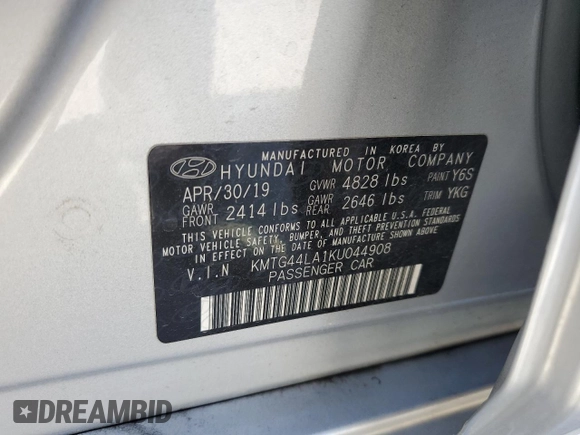 MANUFACTURED IN KOREA BY
HYUNDAI MOTOR COMPANY
APR/30/19 GVWR 4828 lbs PAINT Y6S
GAWR FRONT 2414 lbs GAWR REAR 2646 lbs TRIM YKG
THIS VEHICLE CONFORMS TO ALL APPLICABLE U.S.A. FEDERAL
MOTOR VEHICLE SAFETY, BUMPER, AND THEFT PREVENTION STANDARDS
IN EFFECT ON THE DATE OF MANUFACTURE SHOWN ABOVE.
V.I.N KMTG44LA1KU044908
PASSENGER CAR
DREAMBID